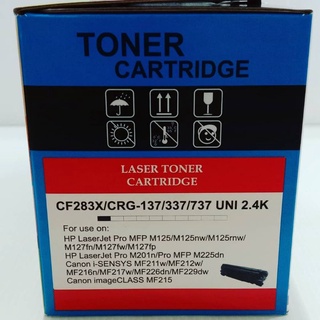 TONER
CARTRIDGE
LASER TONER
CARTRIDGE
CF283X/CRG-137/337/737 UNI 2.4K
For use on:
HP LaserJet Pro MFP M125/M125nw/M125rnw/
M127fn/M127fw/M127fp
HP LaserJet Pro M201n/Pro MFP M225dn
Canon i-SENSYS MF211w/MF212w/
MF216n/MF217w/MF226dn/MF229dw
Canon imageCLASS MF215